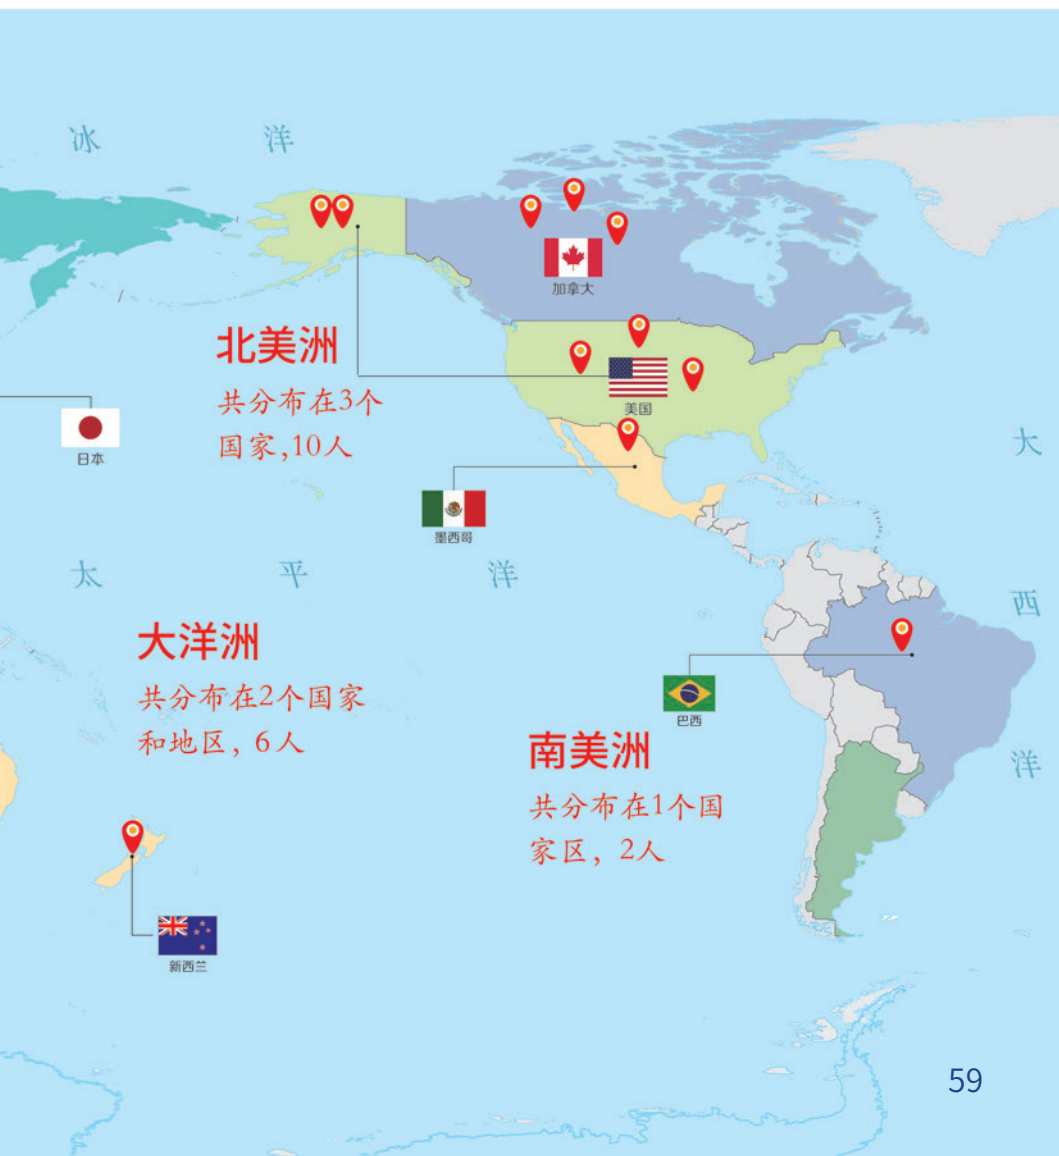 冰 洋
加拿大
北美洲
共分布在3个
国家,10人
美国
日本
大
墨西哥
太 平 洋
西
大洋洲
共分布在2个国家
和地区，6人
巴西
南美洲
洋
共分布在1个国
家区，2人
新西兰
59